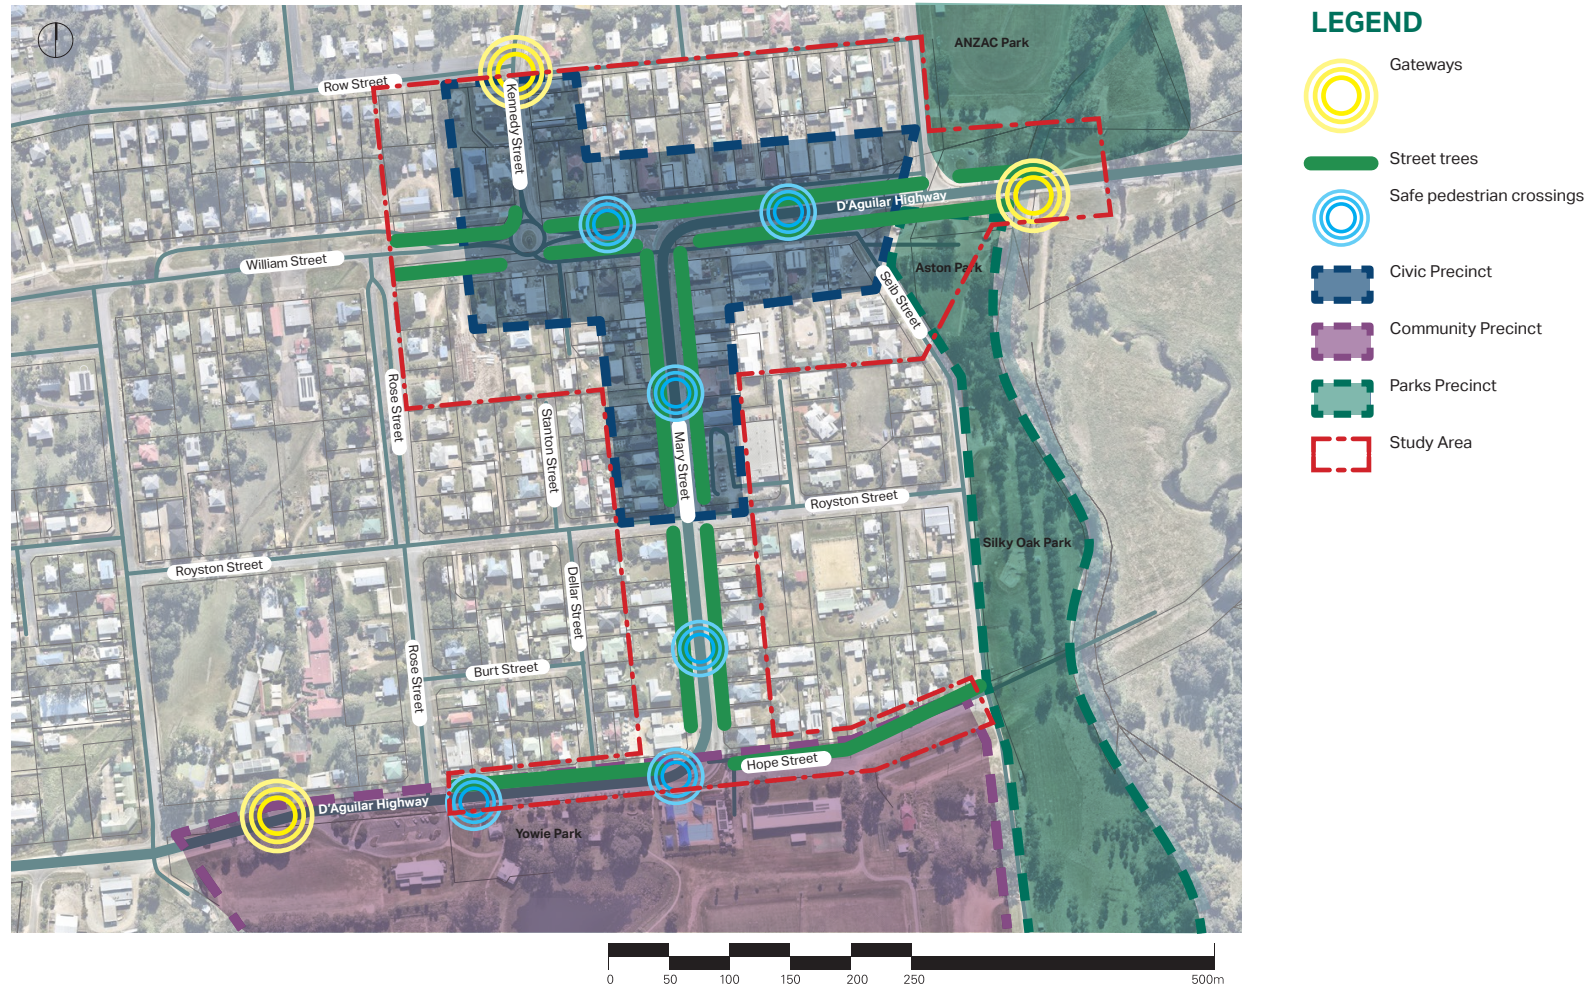 LEGEND
Gateways
Street trees
Safe pedestrian crossings
Civic Precinct
Community Precinct
Parks Precinct
Study Area
ANZAC Park
Row Street
Kennedy Street
D'Aguilar Highway
William Street
Aston Park
Seib Street
Rose Street
Stanton Street
Mary Street
Royston Street
Silky Oak Park
Royston Street
Dellar Street
Rose Street
Burt Street
Hope Street
D'Aguilar Highway
Yowie Park
0 50 100 150 200 250 500m